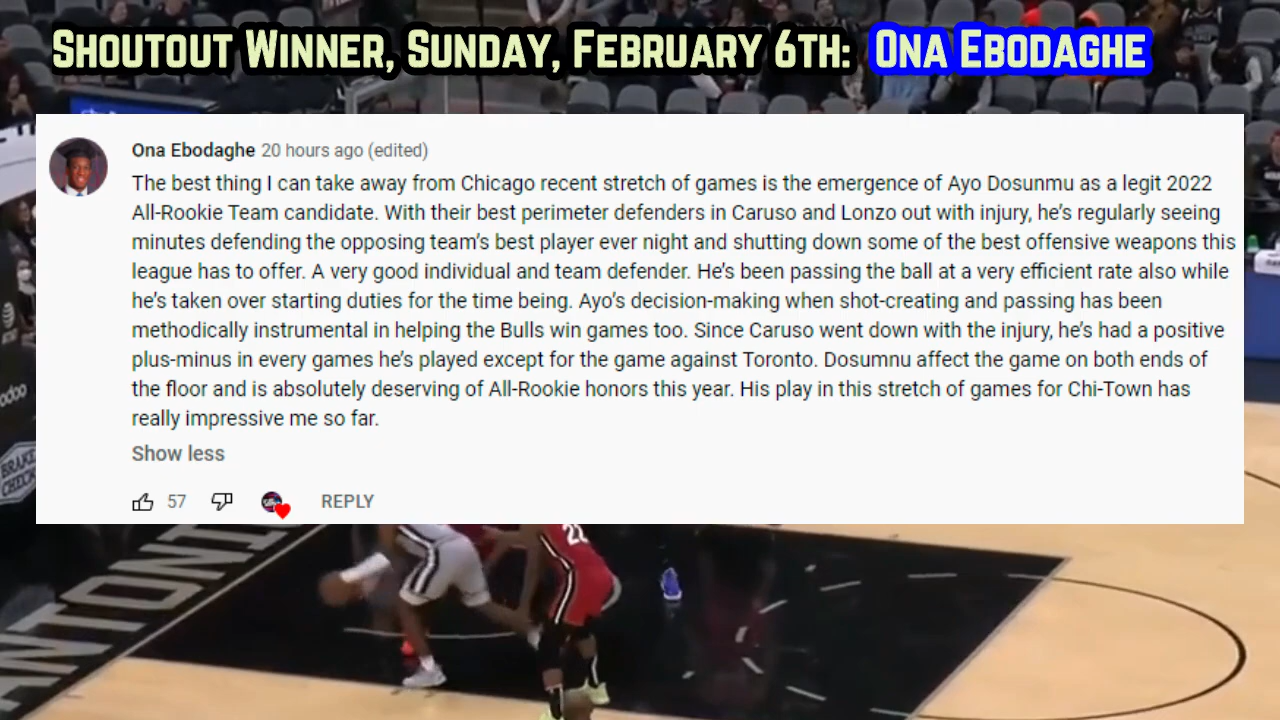 SHOUTOUT WINNER, SUNDAY, FEBRUARY 6TH: ONA EBODAGHE
Ona Ebodaghe 20 hours ago (edited)
The best thing I can take away from Chicago recent stretch of games is the emergence of Ayo Dosunmu as a legit 2022
All-Rookie Team candidate. With their best perimeter defenders in Caruso and Lonzo out with injury, he's regularly seeing
minutes defending the opposing team's best player ever night and shutting down some of the best offensive weapons this
league has to offer. A very good individual and team defender. He's been passing the ball at a very efficient rate also while
he's taken over starting duties for the time being. Ayo's decision-making when shot-creating and passing has been
methodically instrumental in helping the Bulls win games too. Since Caruso went down with the injury, he's had a positive
plus-minus in every games he's played except for the game against Toronto. Dosumnu affect the game on both ends of
the floor and is absolutely deserving of All-Rookie honors this year. His play in this stretch of games for Chi-Town has
really impressive me so far.
Show less
57 REPLY
BRAKE
CHECK
ANTONI
22